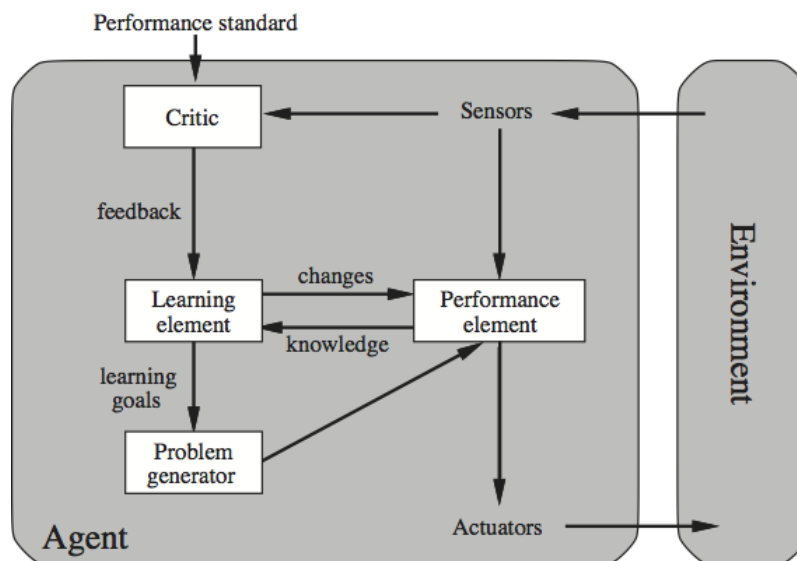 Performance standard
Critic
Sensors
feedback
changes
Learning
element
Performance
element
knowledge
learning
goals
Problem
generator
Actuators
Agent
Environment